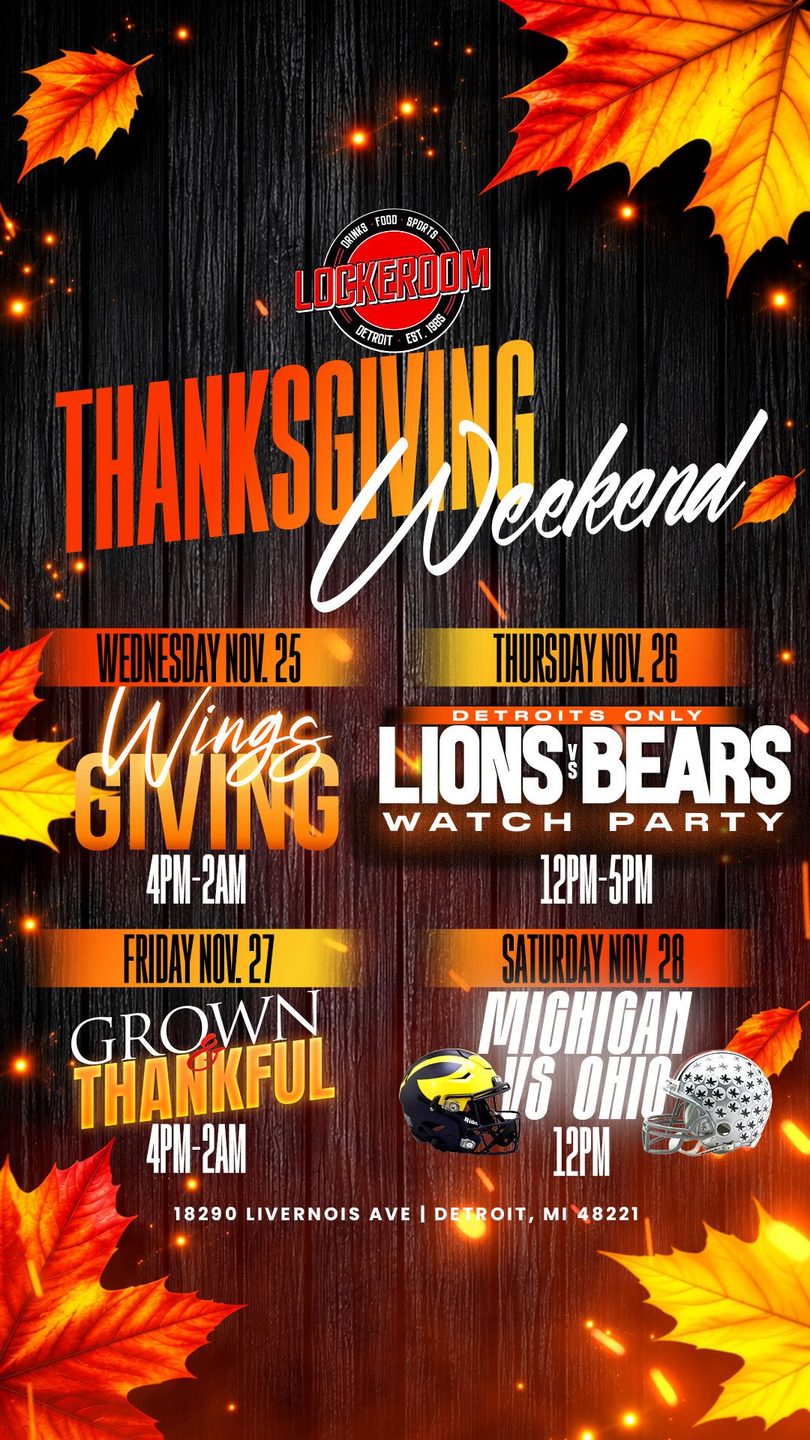 DRINKS · FOOD · SPORTS
LOCKEROOM
DETROIT · EST. 1985
THANKSGIVING
Weekend
WEDNESDAY NOV. 25
Wings
GIVING
4PM-2AM
THURSDAY NOV. 26
DETROITS ONLY
LIONS VS BEARS
WATCH PARTY
12PM-5PM
FRIDAY NOV. 27
GROWN
&
THANKFUL
4PM-2AM
SATURDAY NOV. 28
MICHIGAN
VS OHIO
12PM
18290 LIVERNOIS AVE | DETROIT, MI 48221